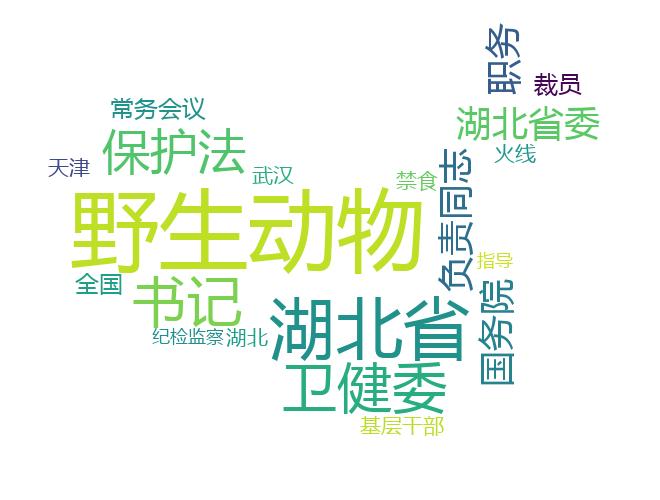 职务
裁员
常务会议
湖北省委
保护法
火线
天津
武汉
禁食
负责同志
野生动物
指导
全国
书记
国务院
湖北省
纪检监察
湖北
卫健委
基层干部